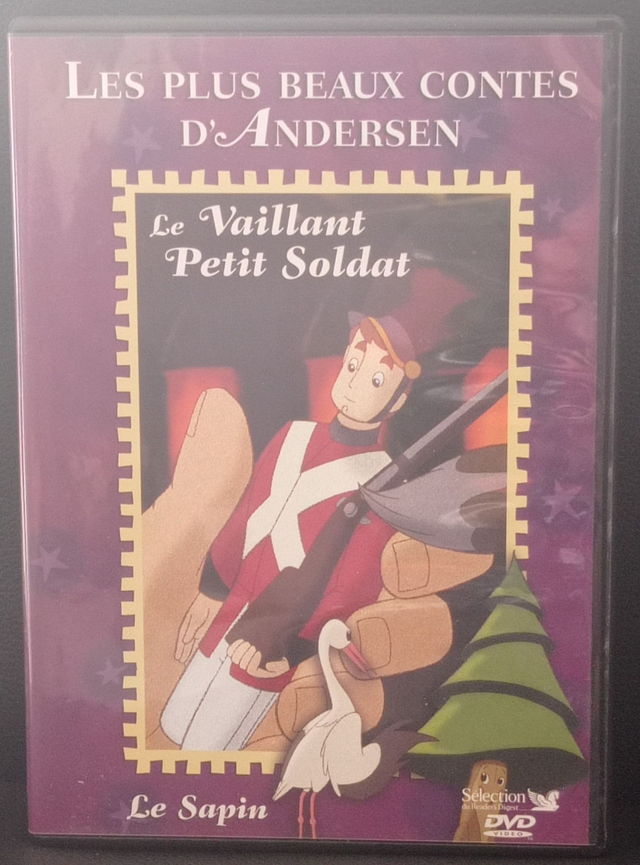 Les plus beaux contes
d'Andersen
Le Vaillant
Petit Soldat
Le Sapin
Sélection
du Reader's Digest
DVD
VIDEO